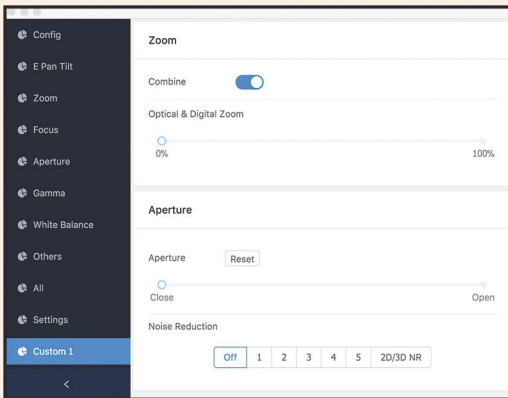 Config
E Pan Tilt
Zoom
Focus
Aperture
Gamma
White Balance
Others
All
Settings
Custom 1
<
Zoom
Combine
Optical & Digital Zoom
0% 100%
Aperture
Aperture Reset
Close Open
Noise Reduction
Off 1 2 3 4 5 2D/3D NR